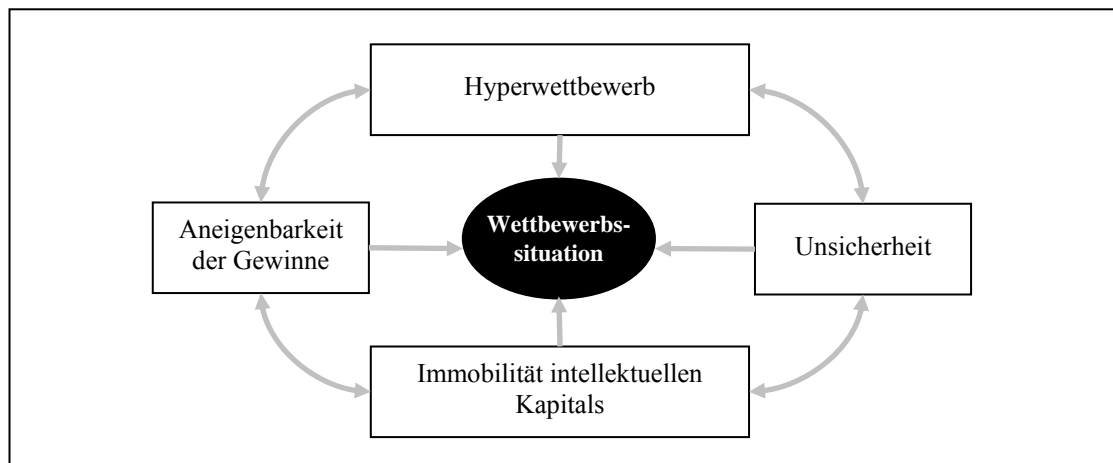 Hyperwettbewerb
Aneigenbarkeit
der Gewinne
Wettbewerbs-
situation
Unsicherheit
Immobilität intellektuellen
Kapitals